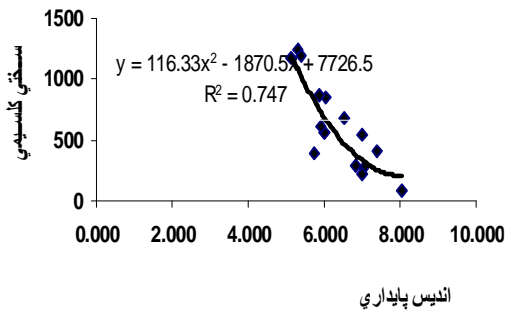 سختي كلسيمي
1500
1000
500
0
y = 116.33x² - 1870.5x + 7726.5
R² = 0.747
0.000 2.000 4.000 6.000 8.000 10.000
انديس پايداري